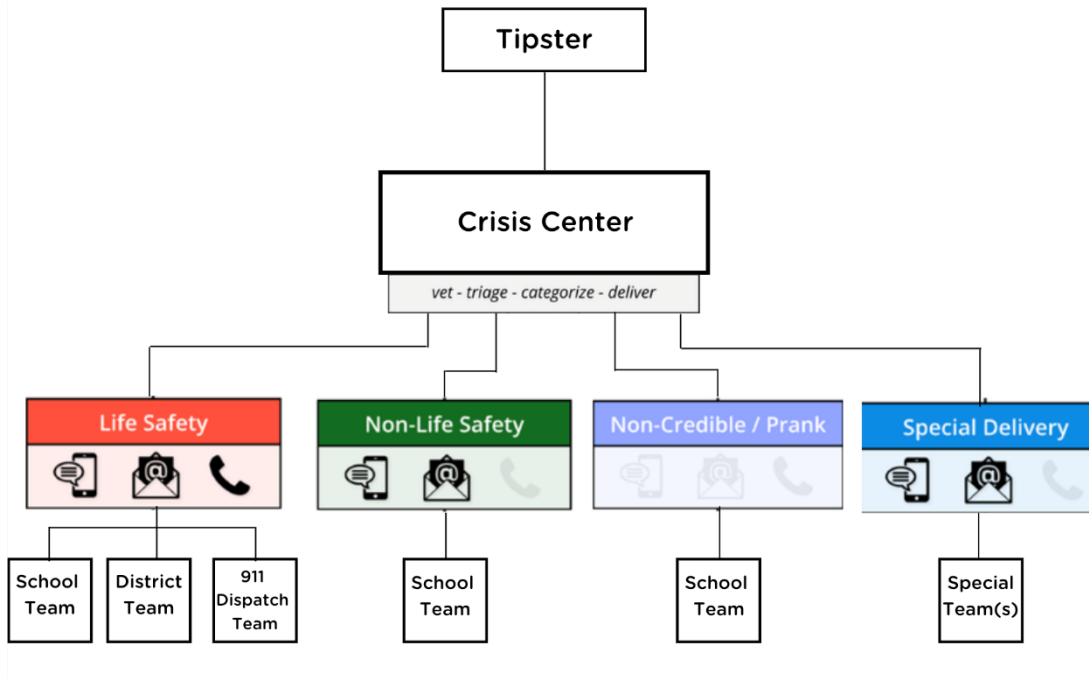 Tipster
Crisis Center
vet - triage - categorize - deliver
Life Safety
Non-Life Safety
Non-Credible / Prank
Special Delivery
School
Team
District
Team
911
Dispatch
Team
School
Team
School
Team
Special
Team(s)